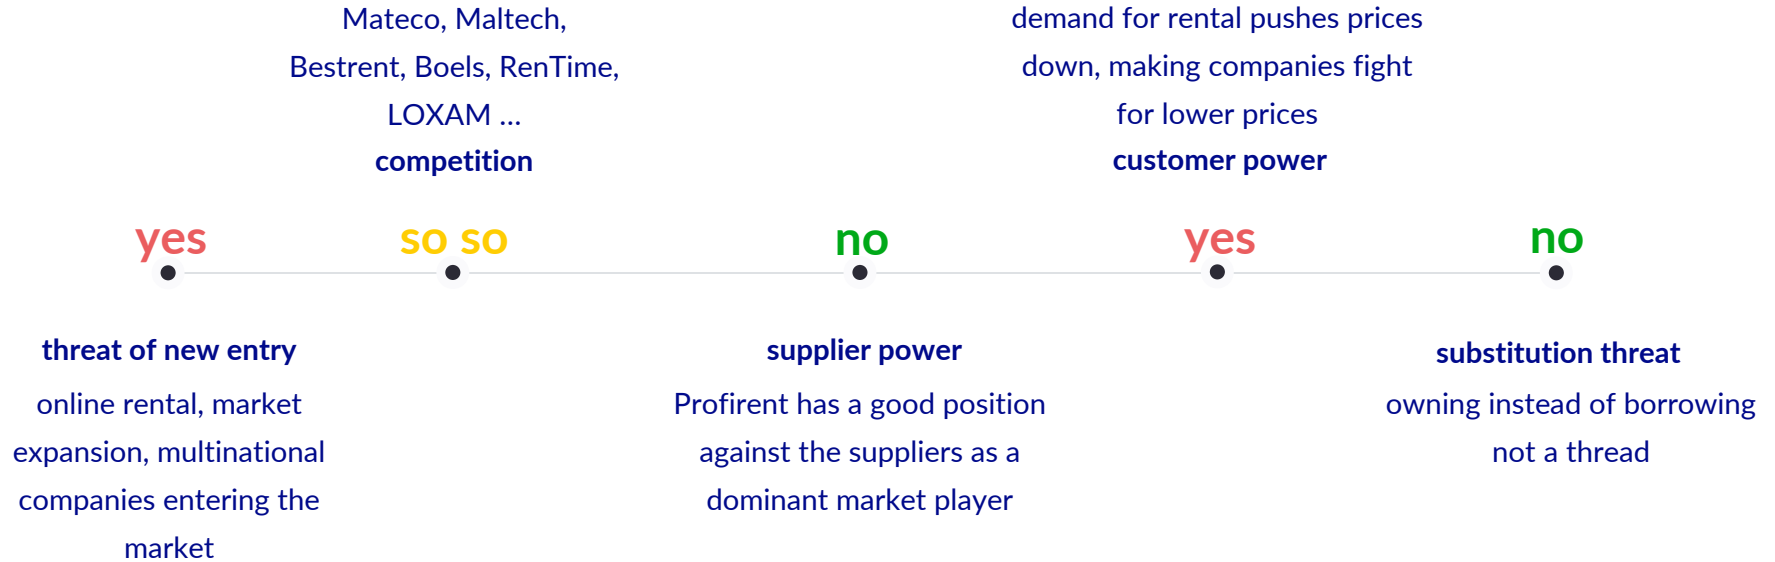 Mateco, Maltech,
Bestrent, Boels, RenTime,
LOXAM ...
competition
demand for rental pushes prices
down, making companies fight
for lower prices
customer power
yes
so so
no
yes
no
threat of new entry
online rental, market
expansion, multinational
companies entering the
market
supplier power
Profirent has a good position
against the suppliers as a
dominant market player
substitution threat
owning instead of borrowing
not a thread